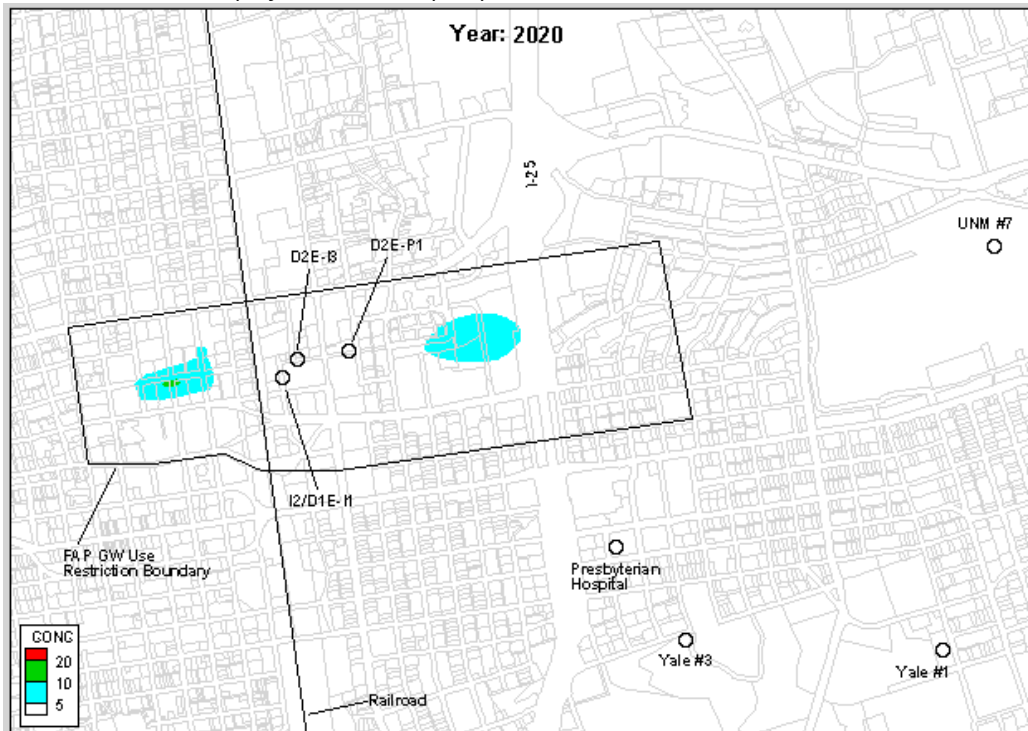 Year: 2020
I-25
UNM #7
D2E-P1
D2E-I3
I2/D1E-I1
FAP GW Use
Restriction Boundary
Presbyterian
Hospital
Yale #3
Yale #1
Railroad
CONC
20
10
5